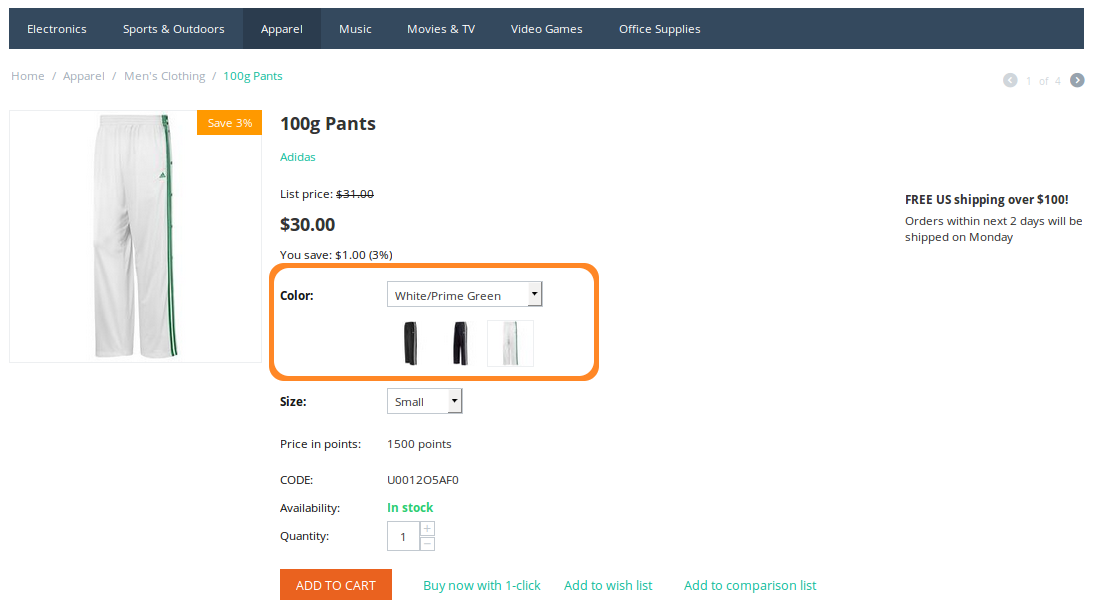 Electronics Sports & Outdoors Apparel Music Movies & TV Video Games Office Supplies
Home / Apparel / Men's Clothing / 100g Pants
1 of 4
Save 3%
100g Pants
Adidas
List price: $31.00
$30.00
You save: $1.00 (3%)
FREE US shipping over $100!
Orders within next 2 days will be
shipped on Monday
Color: White/Prime Green
Size: Small
Price in points: 1500 points
CODE: U0012O5AF0
Availability: In stock
Quantity: 1 + −
ADD TO CART Buy now with 1-click Add to wish list Add to comparison list